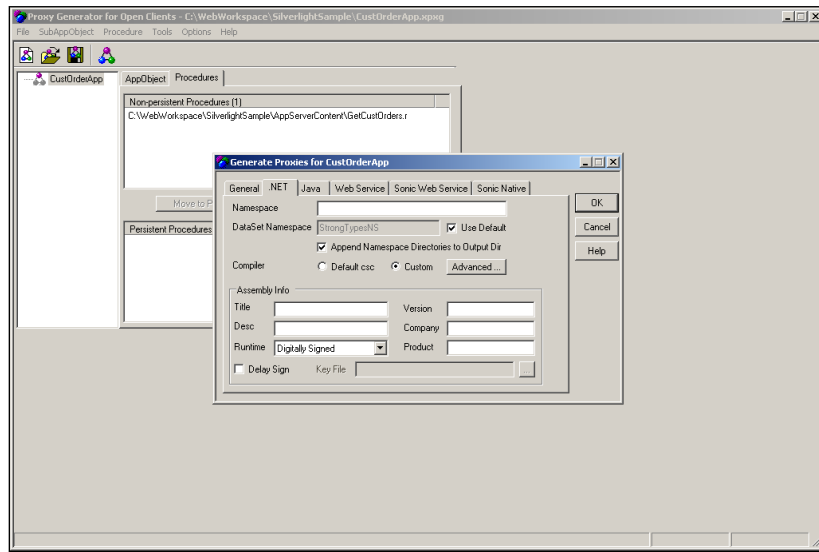 Proxy Generator for Open Clients - C:\WebWorkspace\SilverlightSample\CustOrderApp.xpxg
File SubAppObject Procedure Tools Options Help
CustOrderApp
AppObject Procedures
Non-persistent Procedures (1)
C:\WebWorkspace\SilverlightSample\AppServerContent\GetCustOrders.r
Move to P
Persistent Procedures
Generate Proxies for CustOrderApp
General .NET Java Web Service Sonic Web Service Sonic Native
Namespace
DataSet Namespace StrongTypesNS Use Default
Append Namespace Directories to Output Dir
Compiler Default csc Custom Advanced ...
Assembly Info
Title Version
Desc Company
Runtime Digitally Signed Product
Delay Sign Key File ...
OK
Cancel
Help